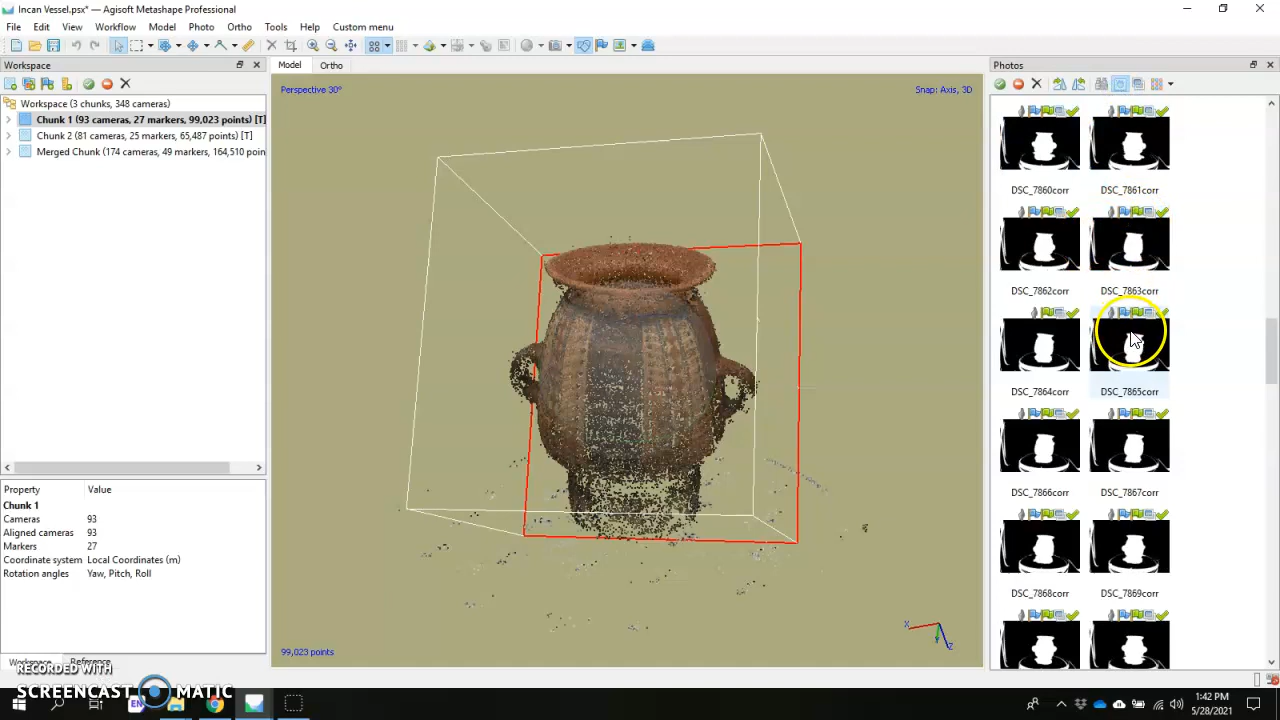 Incan Vessel.psx* — Agisoft Metashape Professional
File Edit View Workflow Model Photo Ortho Tools Help Custom menu
Workspace
Model Ortho
Photos
Workspace (3 chunks, 348 cameras)
Chunk 1 (93 cameras, 27 markers, 99,023 points) [T]
Chunk 2 (81 cameras, 25 markers, 65,487 points) [T]
Merged Chunk (174 cameras, 49 markers, 164,510 poin
Property Value
Chunk 1
Cameras 93
Aligned cameras 93
Markers 27
Coordinate system Local Coordinates (m)
Rotation angles Yaw, Pitch, Roll
Workspace Reference
Perspective 30°
Snap: Axis, 3D
99,023 points
X
Y
Z
DSC_7860corr DSC_7861corr
DSC_7862corr DSC_7863corr
DSC_7864corr DSC_7865corr
DSC_7866corr DSC_7867corr
DSC_7868corr DSC_7869corr
RECORDED WITH
SCREENCAST MATIC
EN
1:42 PM
5/28/2021